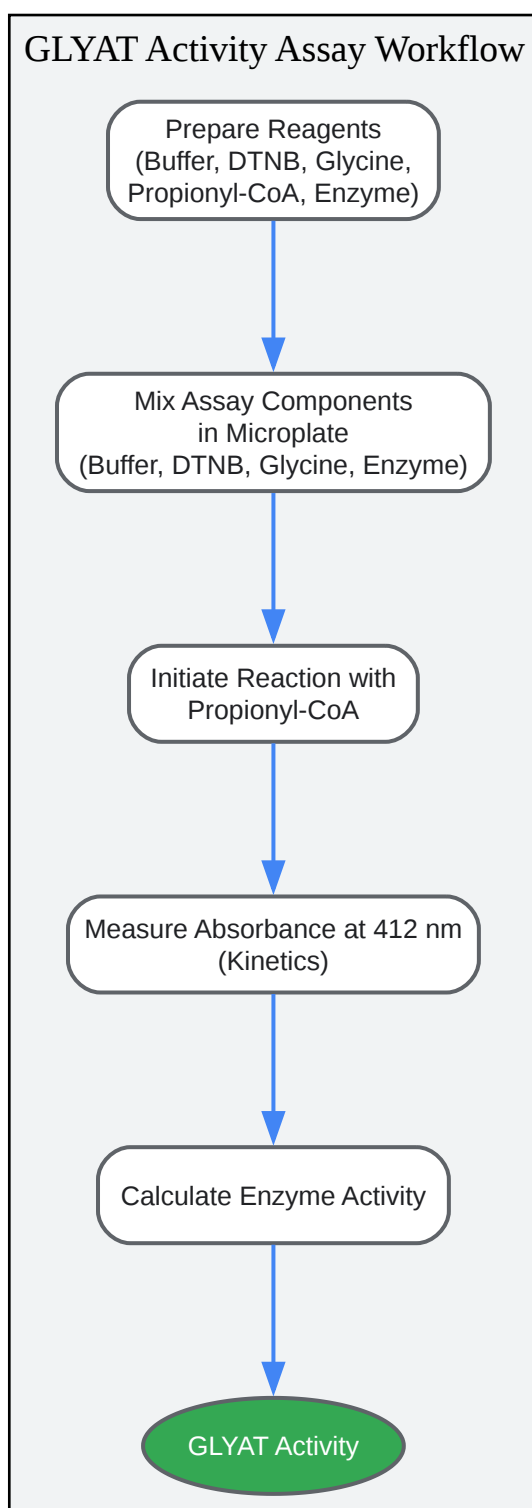 GLYAT Activity Assay Workflow
Prepare Reagents
(Buffer, DTNB, Glycine,
Propionyl-CoA, Enzyme)
Mix Assay Components
in Microplate
(Buffer, DTNB, Glycine, Enzyme)
Initiate Reaction with
Propionyl-CoA
Measure Absorbance at 412 nm
(Kinetics)
Calculate Enzyme Activity
GLYAT Activity